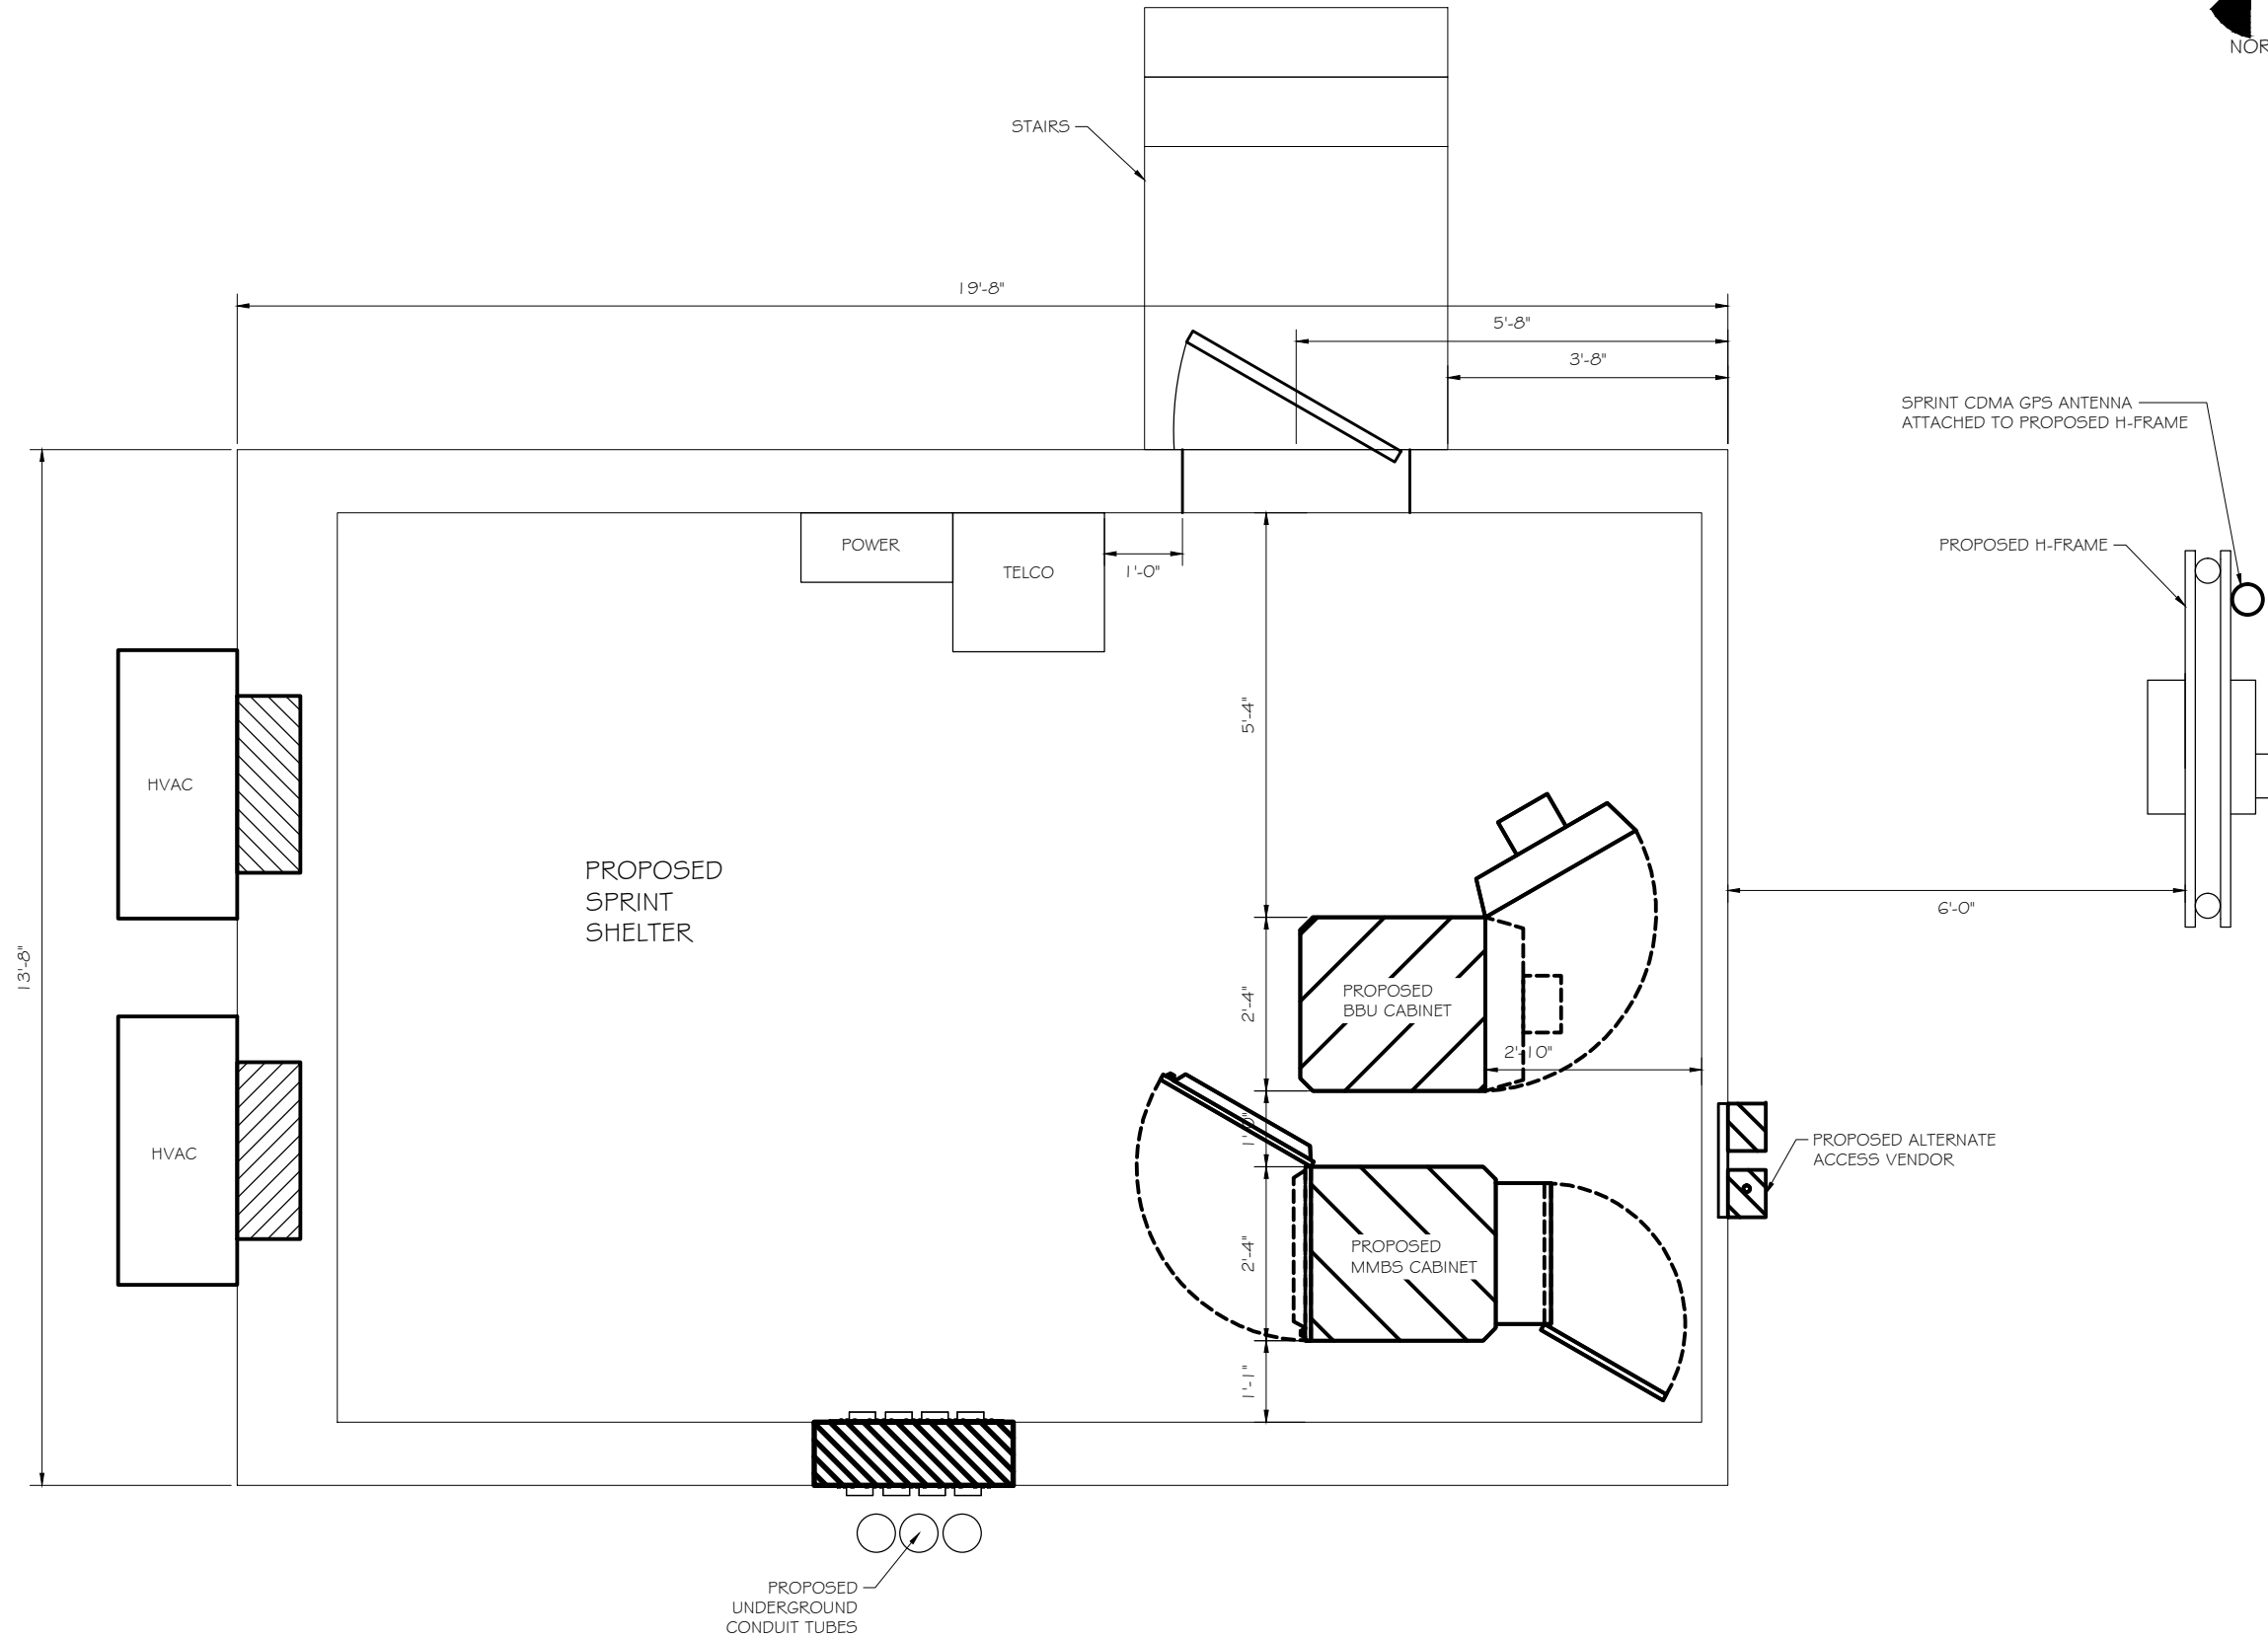 NOR
STAIRS
19'-8"
5'-8"
3'-8"
SPRINT CDMA GPS ANTENNA
ATTACHED TO PROPOSED H-FRAME
PROPOSED H-FRAME
POWER
TELCO
1'-0"
5'-4"
HVAC
PROPOSED
SPRINT
SHELTER
6'-0"
13'-8"
2'-4"
PROPOSED
BBU CABINET
2'-10"
PROPOSED ALTERNATE
ACCESS VENDOR
HVAC
2'-4"
PROPOSED
MMBS CABINET
1'-1"
PROPOSED
UNDERGROUND
CONDUIT TUBES